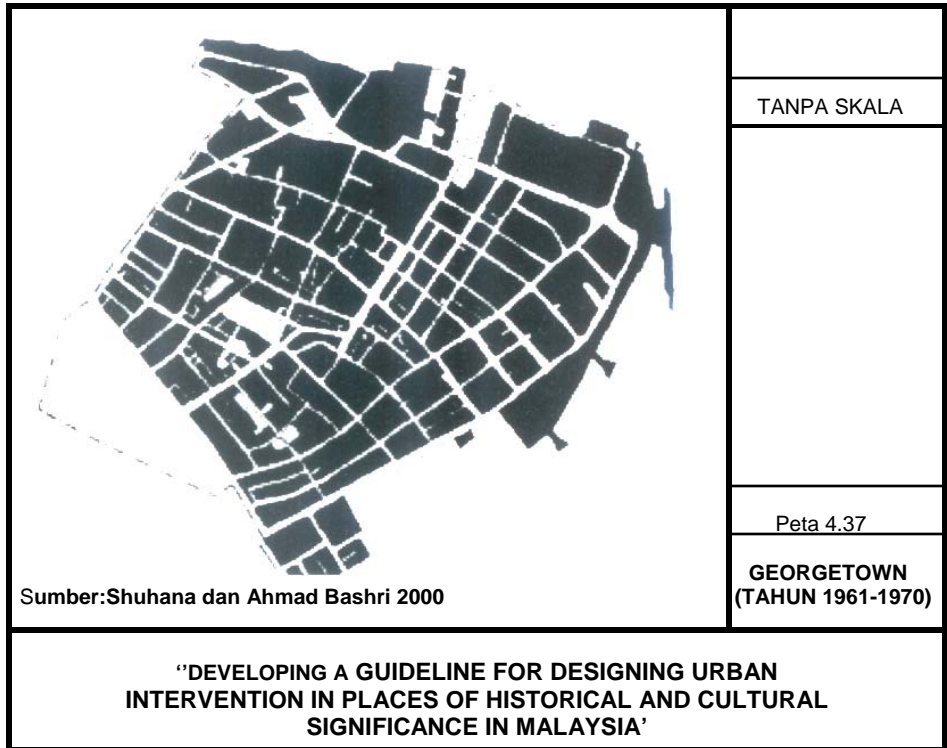 TANPA SKALA
Peta 4.37
GEORGETOWN
(TAHUN 1961-1970)
Sumber:Shuhana dan Ahmad Bashri 2000
‘’DEVELOPING A GUIDELINE FOR DESIGNING URBAN
INTERVENTION IN PLACES OF HISTORICAL AND CULTURAL
SIGNIFICANCE IN MALAYSIA’